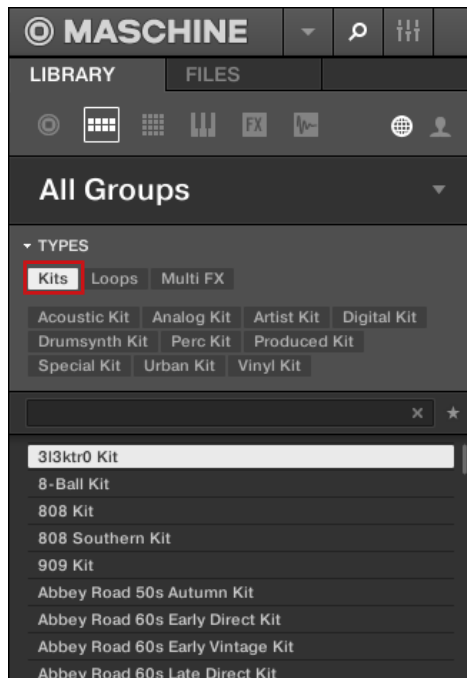 MASCHINE
LIBRARY FILES
FX
All Groups
TYPES
Kits Loops Multi FX
Acoustic Kit Analog Kit Artist Kit Digital Kit
Drumsynth Kit Perc Kit Produced Kit
Special Kit Urban Kit Vinyl Kit
3l3ktr0 Kit
8-Ball Kit
808 Kit
808 Southern Kit
909 Kit
Abbey Road 50s Autumn Kit
Abbey Road 60s Early Direct Kit
Abbey Road 60s Early Vintage Kit
Abbey Road 60s Late Direct Kit